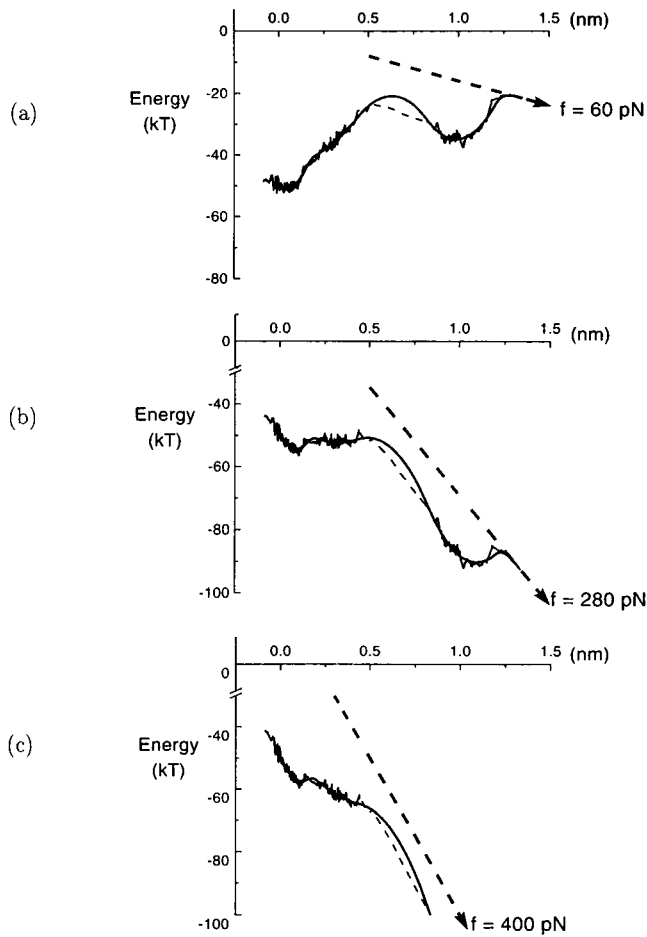 0.0 0.5 1.0 1.5 (nm)
0
-20
Energy
(kT)
(a)
f = 60 pN
-40
-60
-80
0.0 0.5 1.0 1.5 (nm)
0
-40
Energy
(kT)
(b)
-60
-80
-100
f = 280 pN
0.0 0.5 1.0 1.5 (nm)
0
-40
Energy
(kT)
(c)
-60
-80
-100
f = 400 pN